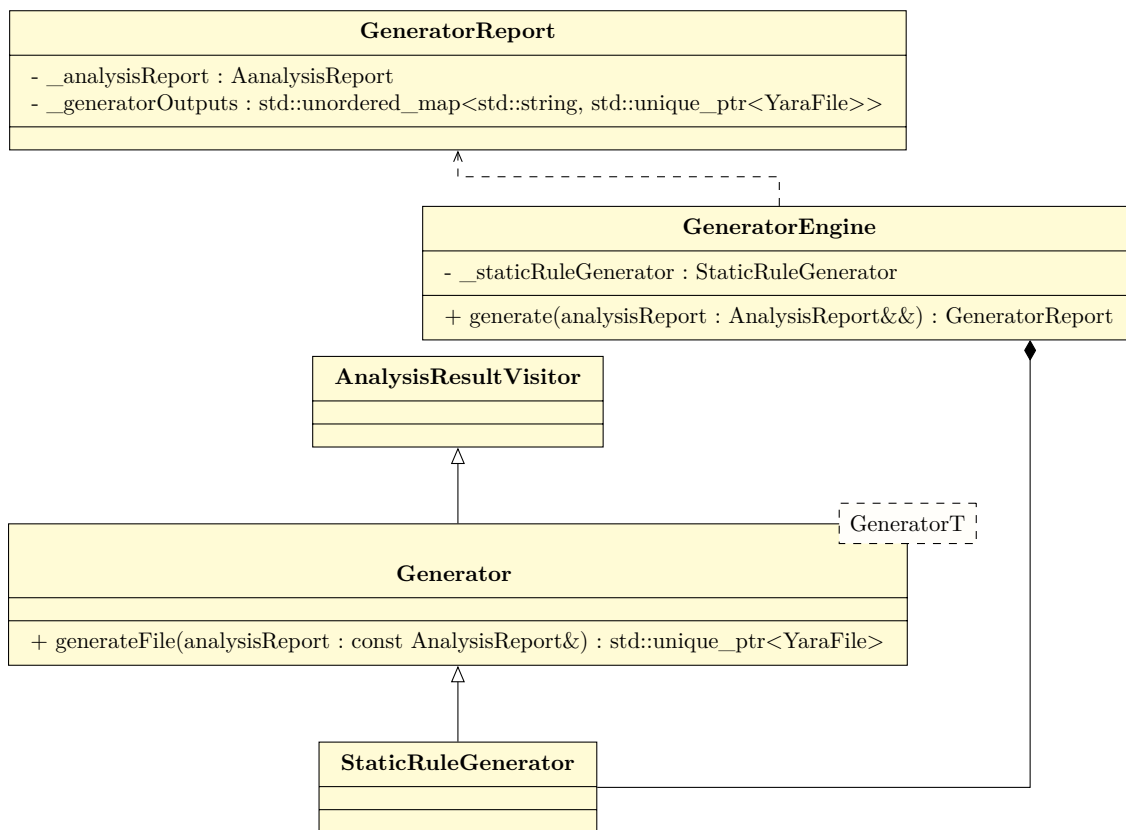 GeneratorReport
- _analysisReport : AanalysisReport
- _generatorOutputs : std::unordered_map<std::string, std::unique_ptr<YaraFile>>
GeneratorEngine
- _staticRuleGenerator : StaticRuleGenerator
+ generate(analysisReport : AnalysisReport&&) : GeneratorReport
AnalysisResultVisitor
GeneratorT
Generator
+ generateFile(analysisReport : const AnalysisReport&) : std::unique_ptr<YaraFile>
StaticRuleGenerator